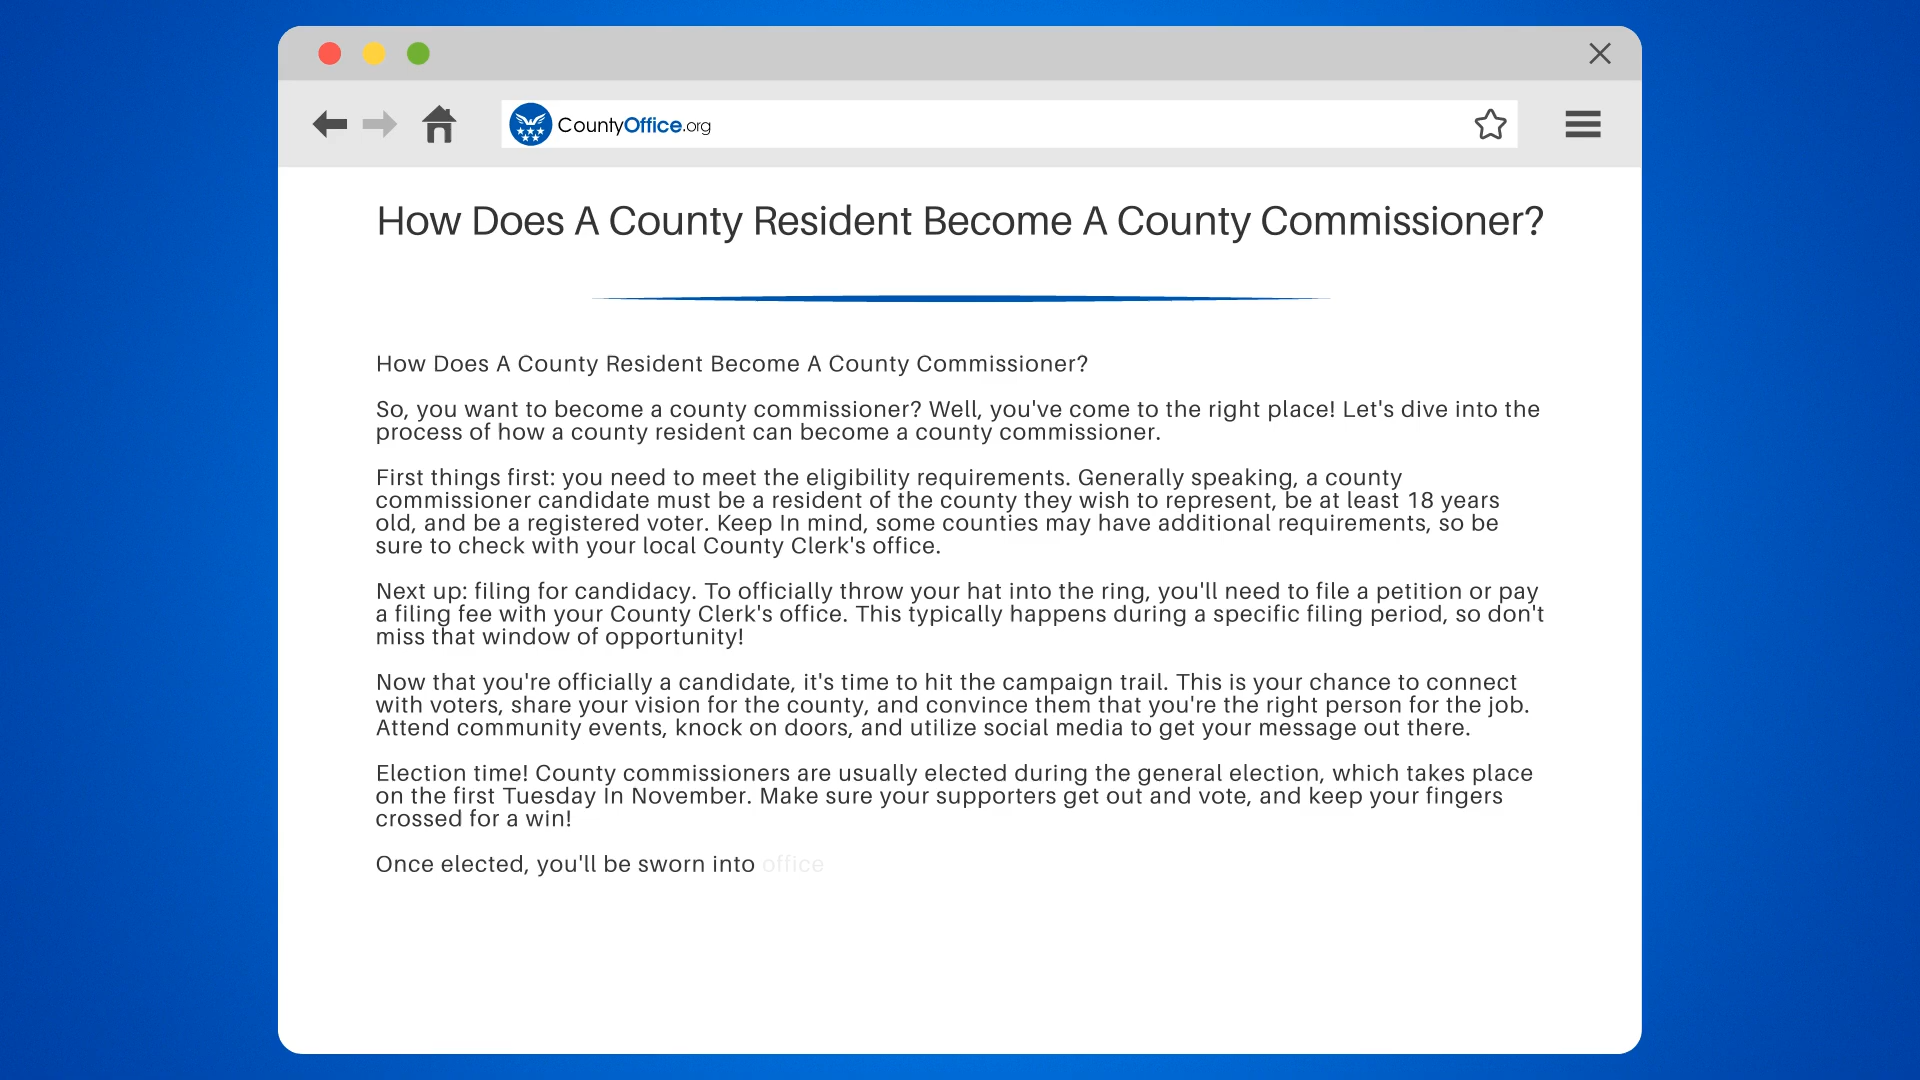 CountyOffice.org
How Does A County Resident Become A County Commissioner?
How Does A County Resident Become A County Commissioner?
So, you want to become a county commissioner? Well, you've come to the right place! Let's dive into the
process of how a county resident can become a county commissioner.
First things first: you need to meet the eligibility requirements. Generally speaking, a county
commissioner candidate must be a resident of the county they wish to represent, be at least 18 years
old, and be a registered voter. Keep In mind, some counties may have additional requirements, so be
sure to check with your local County Clerk's office.
Next up: filing for candidacy. To officially throw your hat into the ring, you'll need to file a petition or pay
a filing fee with your County Clerk's office. This typically happens during a specific filing period, so don't
miss that window of opportunity!
Now that you're officially a candidate, it's time to hit the campaign trail. This is your chance to connect
with voters, share your vision for the county, and convince them that you're the right person for the job.
Attend community events, knock on doors, and utilize social media to get your message out there.
Election time! County commissioners are usually elected during the general election, which takes place
on the first Tuesday In November. Make sure your supporters get out and vote, and keep your fingers
crossed for a win!
Once elected, you'll be sworn into office